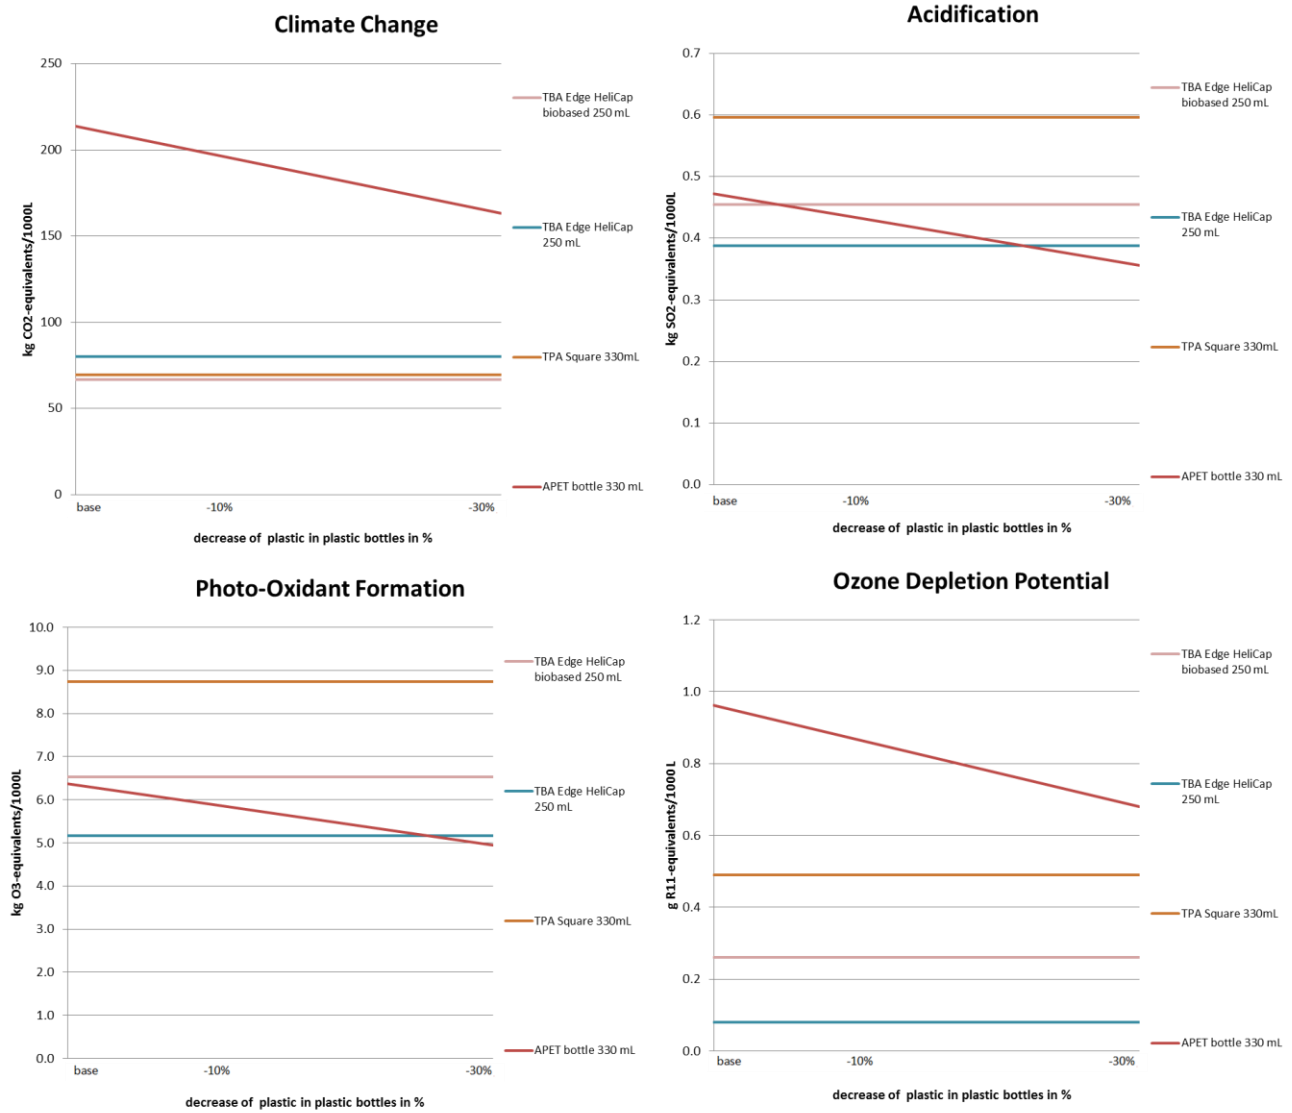 Climate Change
250
200
150
100
50
0
kg CO2-equivalents/1000L
base
-10%
-30%
decrease of plastic in plastic bottles in %
TBA Edge HeliCap
biobased 250 mL
TBA Edge HeliCap
250 mL
TPA Square 330mL
APET bottle 330 mL
Acidification
0.7
0.6
0.5
0.4
0.3
0.2
0.1
0.0
kg SO2-equivalents/1000L
base
-10%
-30%
decrease of plastic in plastic bottles in %
TBA Edge HeliCap
biobased 250 mL
TBA Edge HeliCap
250 mL
TPA Square 330mL
APET bottle 330 mL
Photo-Oxidant Formation
10.0
9.0
8.0
7.0
6.0
5.0
4.0
3.0
2.0
1.0
0.0
kg O3-equivalents/1000L
base
-10%
-30%
decrease of plastic in plastic bottles in %
TBA Edge HeliCap
biobased 250 mL
TBA Edge HeliCap
250 mL
TPA Square 330mL
APET bottle 330 mL
Ozone Depletion Potential
1.2
1.0
0.8
0.6
0.4
0.2
0.0
g R11-equivalents/1000L
base
-10%
-30%
decrease of plastic in plastic bottles in %
TBA Edge HeliCap
biobased 250 mL
TBA Edge HeliCap
250 mL
TPA Square 330mL
APET bottle 330 mL